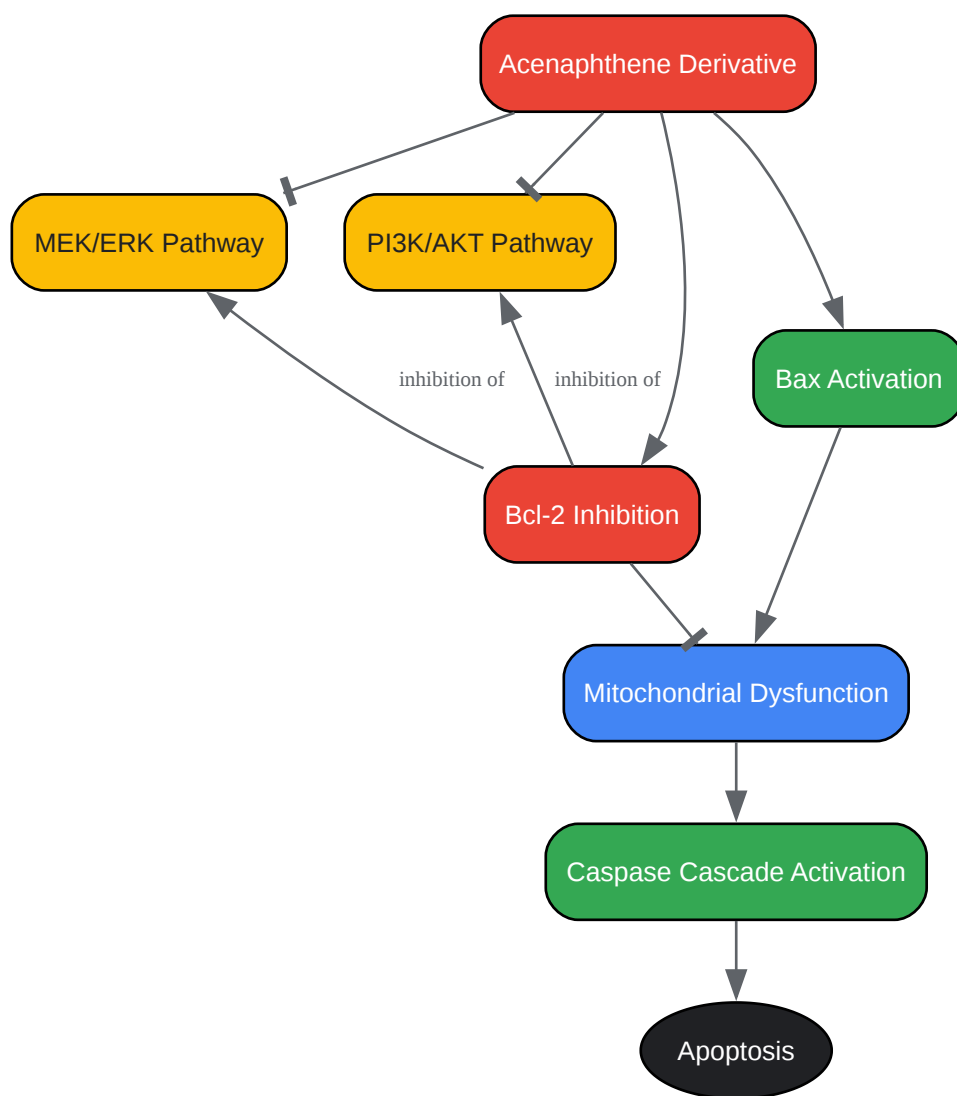 Acenaphthene Derivative
MEK/ERK Pathway
PI3K/AKT Pathway
Bax Activation
inhibition of
inhibition of
Bcl-2 Inhibition
Mitochondrial Dysfunction
Caspase Cascade Activation
Apoptosis